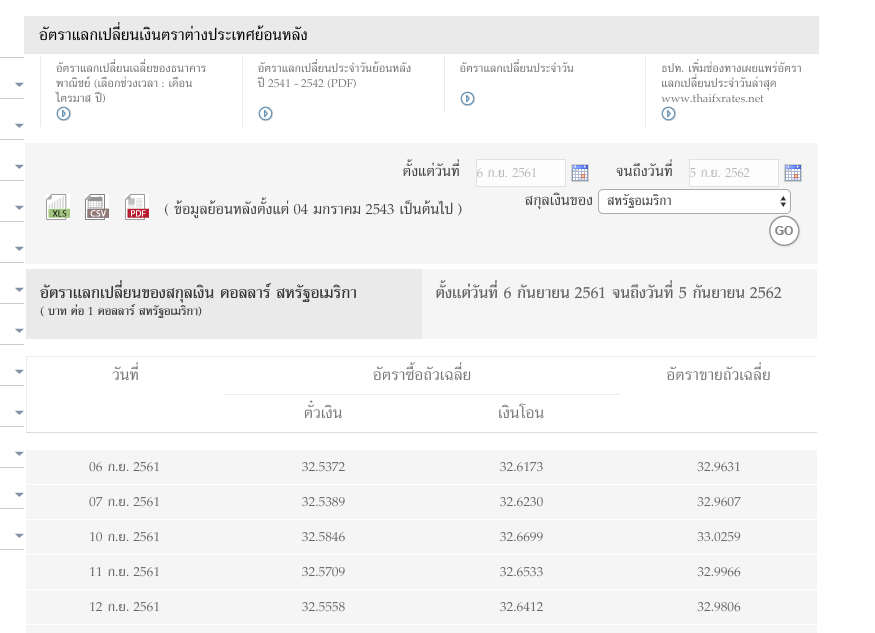 อัตราแลกเปลี่ยนเงินตราต่างประเทศย้อนหลัง
อัตราแลกเปลี่ยนเฉลี่ยของธนาคาร
พาณิชย์ (เลือกช่วงเวลา : เดือน
ไตรมาส ปี)
อัตราแลกเปลี่ยนประจำวันย้อนหลัง
ปี 2541 - 2542 (PDF)
อัตราแลกเปลี่ยนประจำวัน
ธปท. เพิ่มช่องทางเผยแพร่อัตรา
แลกเปลี่ยนประจำวันล่าสุด
www.thaifxrates.net
ตั้งแต่วันที่ 6 ก.ย. 2561 จนถึงวันที่ 5 ก.ย. 2562
XLS CSV PDF ( ข้อมูลย้อนหลังตั้งแต่ 04 มกราคม 2543 เป็นต้นไป ) สกุลเงินของ สหรัฐอเมริกา
GO
อัตราแลกเปลี่ยนของสกุลเงิน ดอลลาร์ สหรัฐอเมริกา
( บาท ต่อ 1 ดอลลาร์ สหรัฐอเมริกา)
ตั้งแต่วันที่ 6 กันยายน 2561 จนถึงวันที่ 5 กันยายน 2562
วันที่ อัตราซื้อถัวเฉลี่ย อัตราขายถัวเฉลี่ย
ตั๋วเงิน เงินโอน
06 ก.ย. 2561 32.5372 32.6173 32.9631
07 ก.ย. 2561 32.5389 32.6230 32.9607
10 ก.ย. 2561 32.5846 32.6699 33.0259
11 ก.ย. 2561 32.5709 32.6533 32.9966
12 ก.ย. 2561 32.5558 32.6412 32.9806